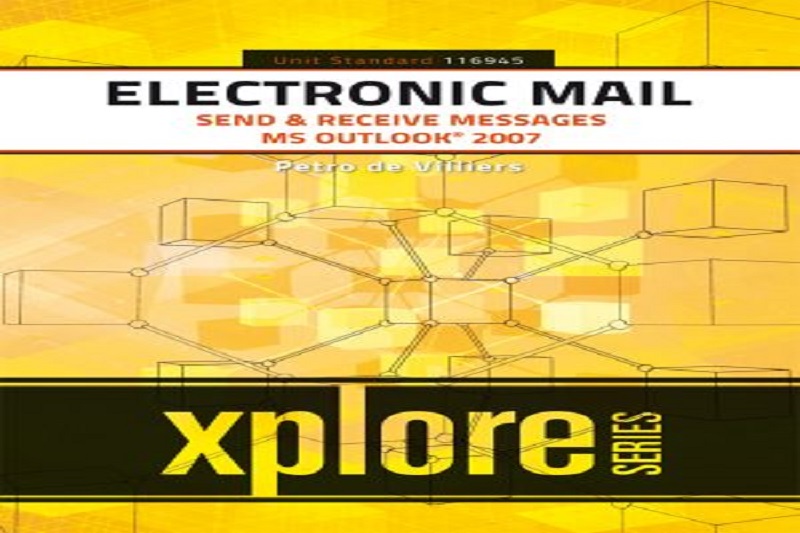 Unit Standard 116945
ELECTRONIC MAIL
SEND & RECEIVE MESSAGES
MS OUTLOOK® 2007
Petro de Villiers
xplore SERIES